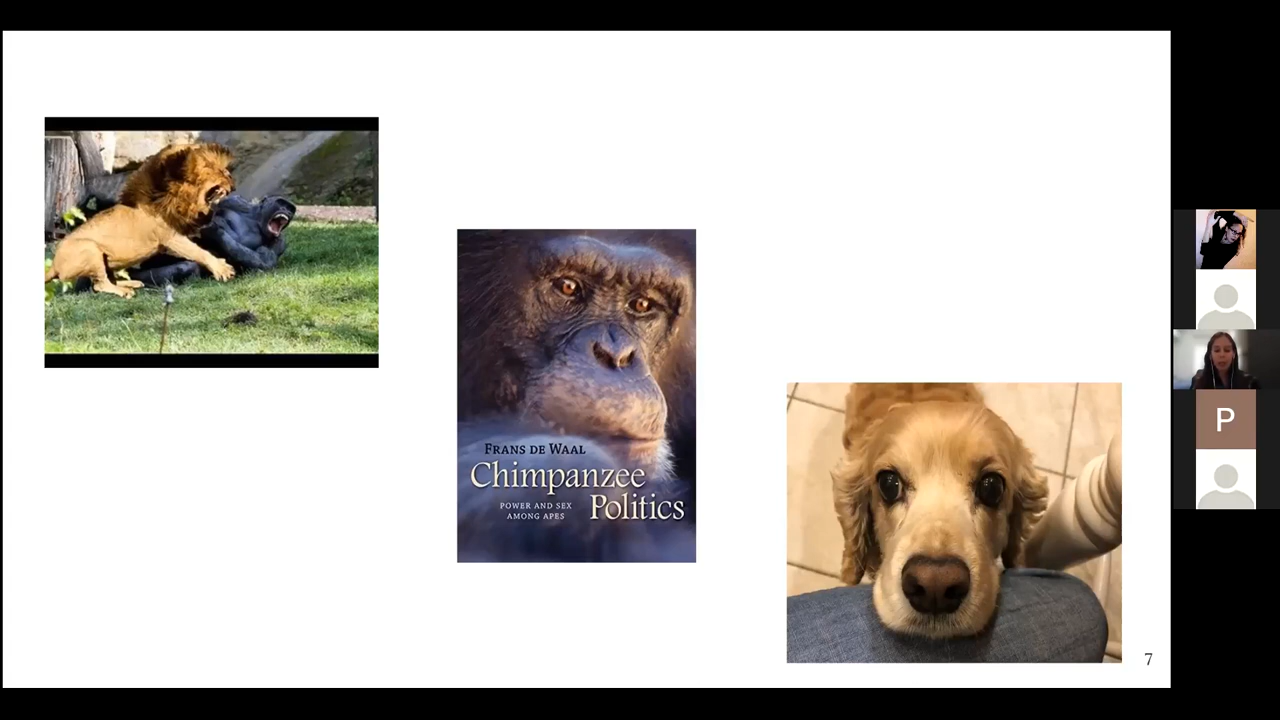 Frans de Waal
Chimpanzee
Politics
POWER AND SEX
AMONG APES
7
P